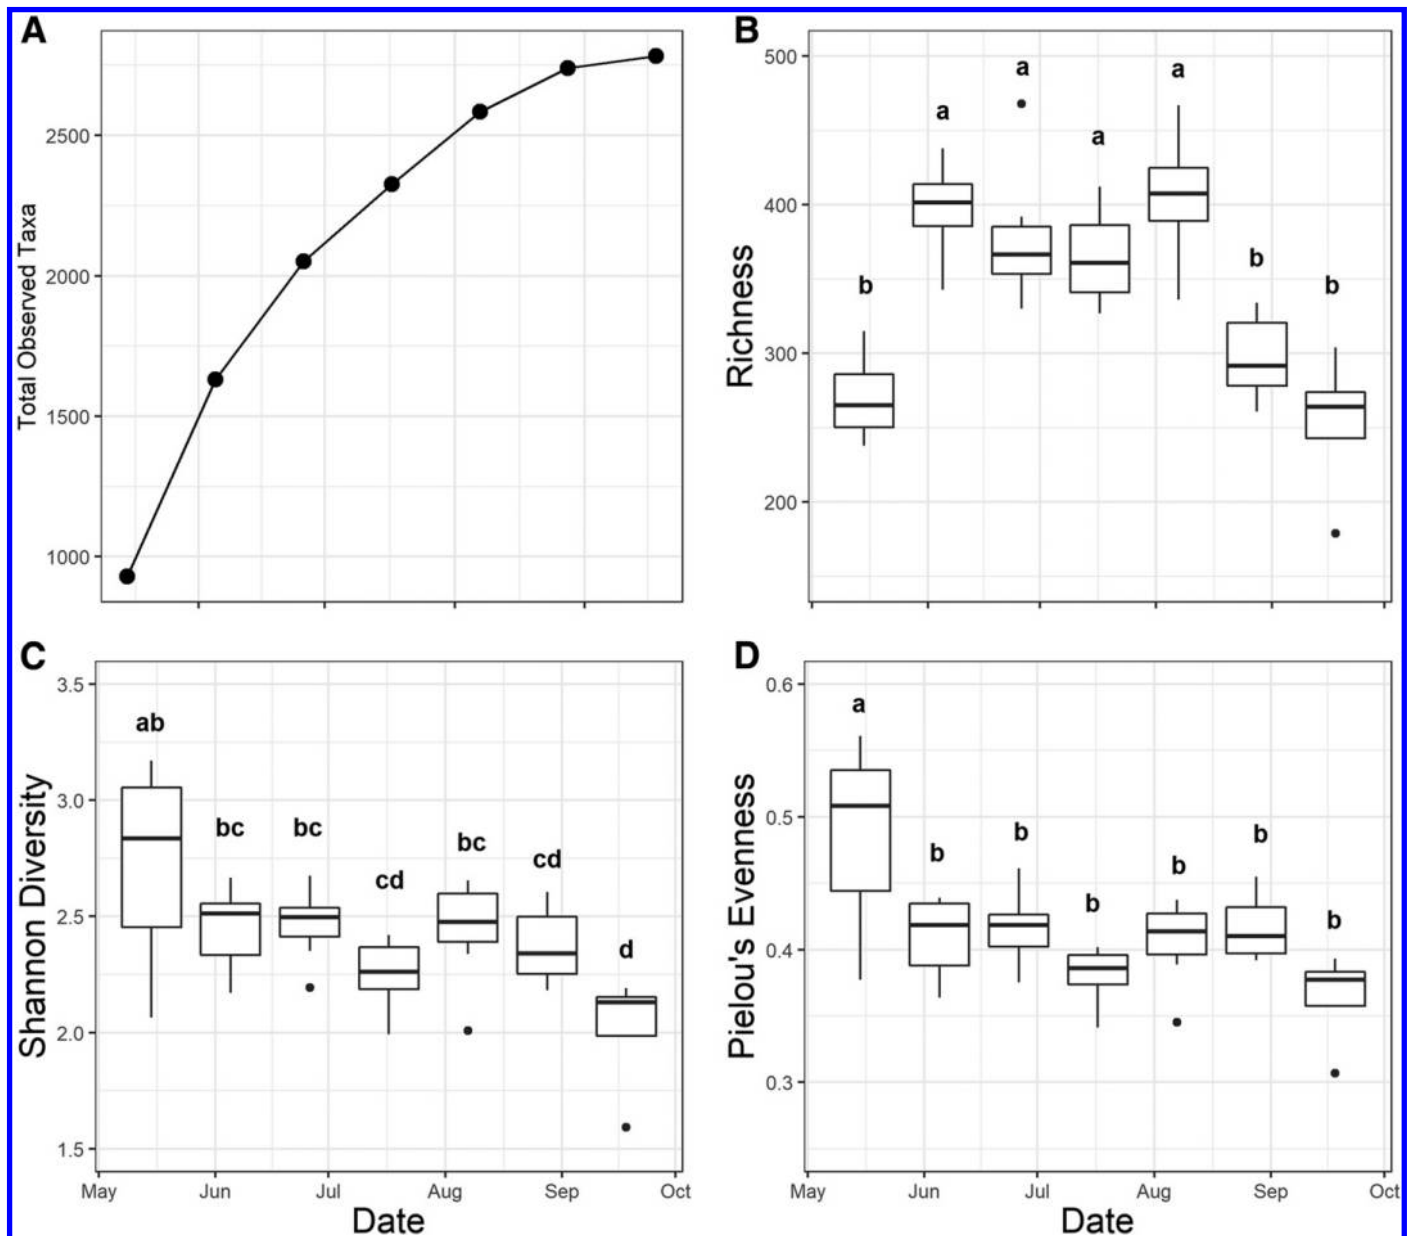 A
Total Observed Taxa
2500
2000
1500
1000
B
Richness
500
400
300
200
b
a
a
a
a
b
b
C
Shannon Diversity
3.5
3.0
2.5
2.0
1.5
ab
bc
bc
cd
bc
cd
d
May Jun Jul Aug Sep Oct
Date
D
Pielou's Evenness
0.6
0.5
0.4
0.3
a
b
b
b
b
b
b
May Jun Jul Aug Sep Oct
Date